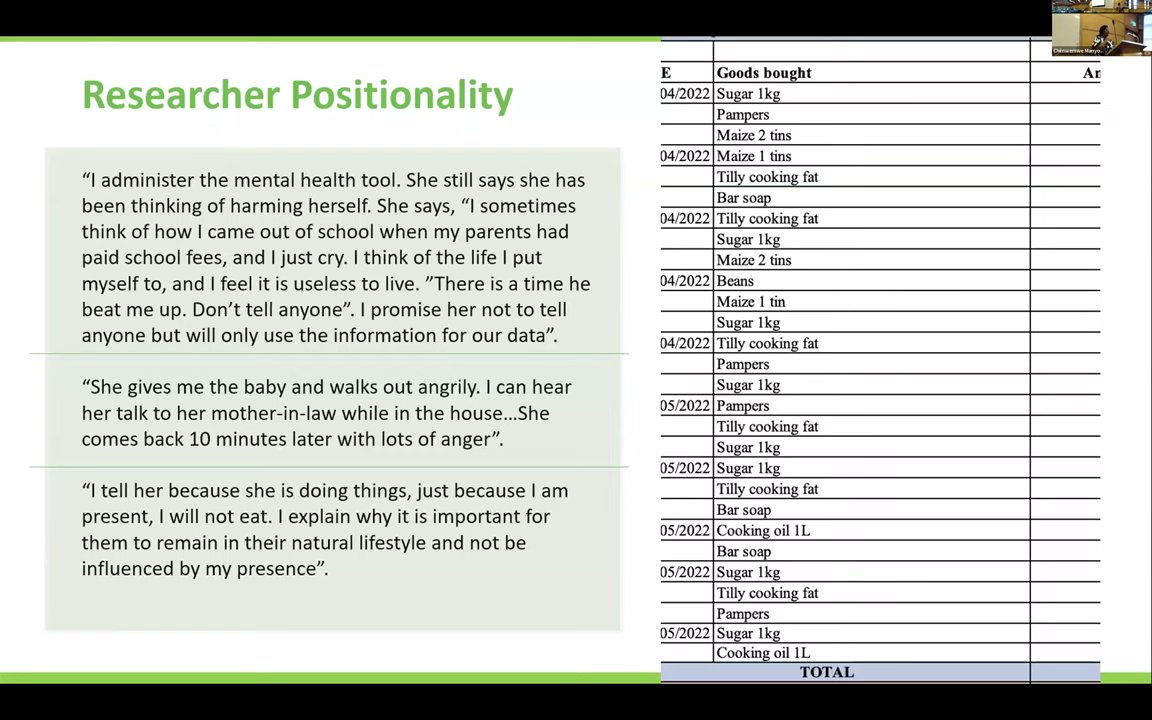 Researcher Positionality
“I administer the mental health tool. She still says she has
been thinking of harming herself. She says, “I sometimes
think of how I came out of school when my parents had
paid school fees, and I just cry. I think of the life I put
myself to, and I feel it is useless to live. ”There is a time he
beat me up. Don’t tell anyone”. I promise her not to tell
anyone but will only use the information for our data”.
“She gives me the baby and walks out angrily. I can hear
her talk to her mother-in-law while in the house…She
comes back 10 minutes later with lots of anger”.
“I tell her because she is doing things, just because I am
present, I will not eat. I explain why it is important for
them to remain in their natural lifestyle and not be
influenced by my presence”.
E Goods bought An
04/2022 Sugar 1kg
Pampers
Maize 2 tins
04/2022 Maize 1 tins
Tilly cooking fat
Bar soap
04/2022 Tilly cooking fat
Sugar 1kg
Maize 2 tins
04/2022 Beans
Maize 1 tin
Sugar 1kg
04/2022 Tilly cooking fat
Pampers
Sugar 1kg
05/2022 Pampers
Tilly cooking fat
Sugar 1kg
05/2022 Sugar 1kg
Tilly cooking fat
Bar soap
05/2022 Cooking oil 1L
Bar soap
05/2022 Sugar 1kg
Tilly cooking fat
Pampers
05/2022 Sugar 1kg
Cooking oil 1L
TOTAL